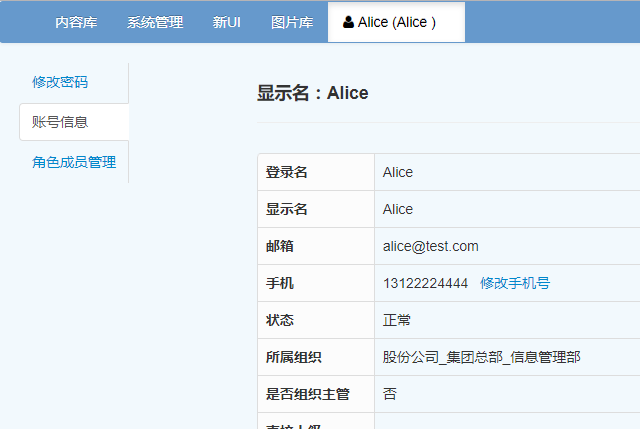 内容库 系统管理 新UI 图片库 Alice (Alice )
修改密码
账号信息
角色成员管理
显示名：Alice
登录名 Alice
显示名 Alice
邮箱 alice@test.com
手机 13122224444 修改手机号
状态 正常
所属组织 股份公司_集团总部_信息管理部
是否组织主管 否